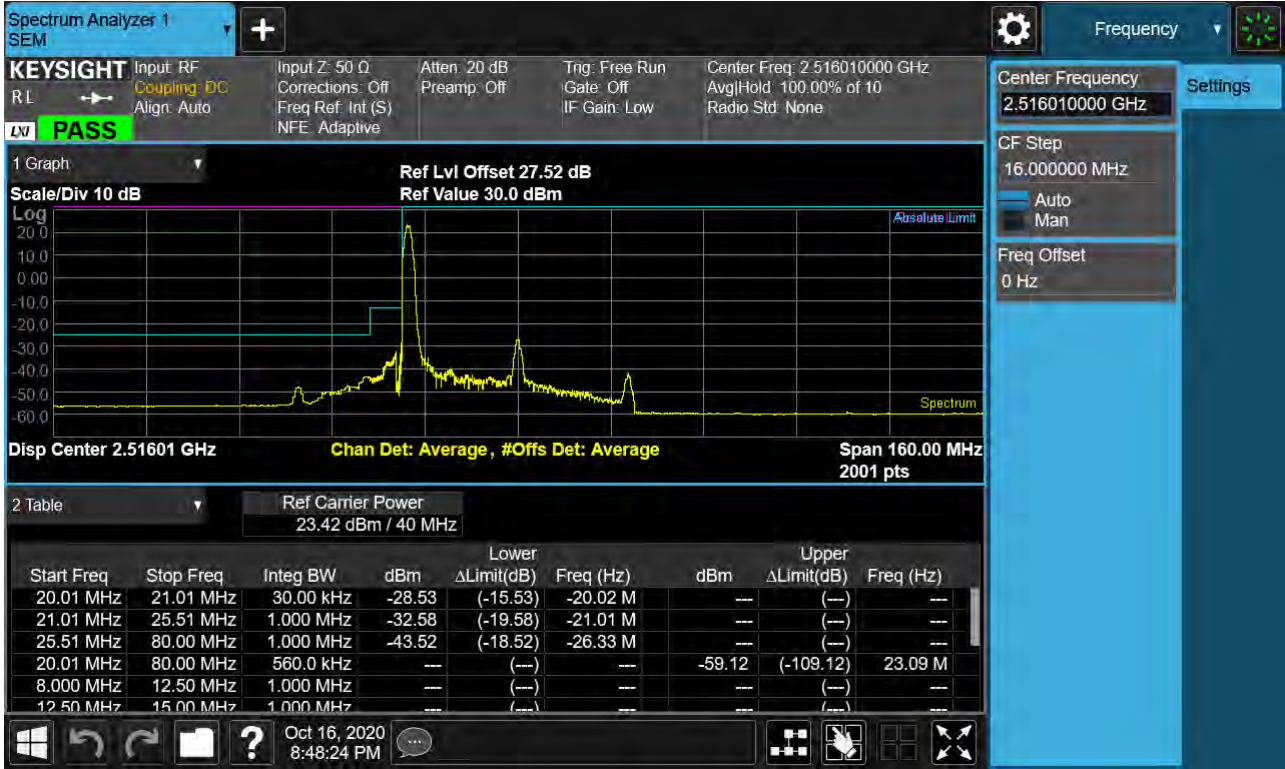 Spectrum Analyzer 1
SEM
Frequency
KEYSIGHT
Input: RF
Coupling: DC
Align: Auto
Input Z: 50 Ω
Corrections: Off
Freq Ref: Int (S)
NFE: Adaptive
Atten: 20 dB
Preamp: Off
Trig: Free Run
Gate: Off
IF Gain: Low
Center Freq: 2.516010000 GHz
Avg|Hold: 100.00% of 10
Radio Std: None
R L
LXI PASS
Center Frequency
2.516010000 GHz
Settings
CF Step
16.000000 MHz
Auto
Man
Freq Offset
0 Hz
1 Graph
Ref Lvl Offset 27.52 dB
Scale/Div 10 dB Ref Value 30.0 dBm
Log
20.0
10.0
0.00
-10.0
-20.0
-30.0
-40.0
-50.0
-60.0
Absolute Limit
Spectrum
Disp Center 2.51601 GHz Chan Det: Average, #Offs Det: Average Span 160.00 MHz
2001 pts
2 Table
Ref Carrier Power
23.42 dBm / 40 MHz
Lower Upper
Start Freq Stop Freq Integ BW dBm ΔLimit(dB) Freq (Hz) dBm ΔLimit(dB) Freq (Hz)
20.01 MHz 21.01 MHz 30.00 kHz -28.53 (-15.53) -20.02 M --- (---) ---
21.01 MHz 25.51 MHz 1.000 MHz -32.58 (-19.58) -21.01 M --- (---) ---
25.51 MHz 80.00 MHz 1.000 MHz -43.52 (-18.52) -26.33 M --- (---) ---
20.01 MHz 80.00 MHz 560.0 kHz --- (---) --- -59.12 (-109.12) 23.09 M
8.000 MHz 12.50 MHz 1.000 MHz --- (---) --- --- (---) ---
12.50 MHz 15.00 MHz 1.000 MHz --- (---) --- --- (---) ---
?
Oct 16, 2020
8:48:24 PM